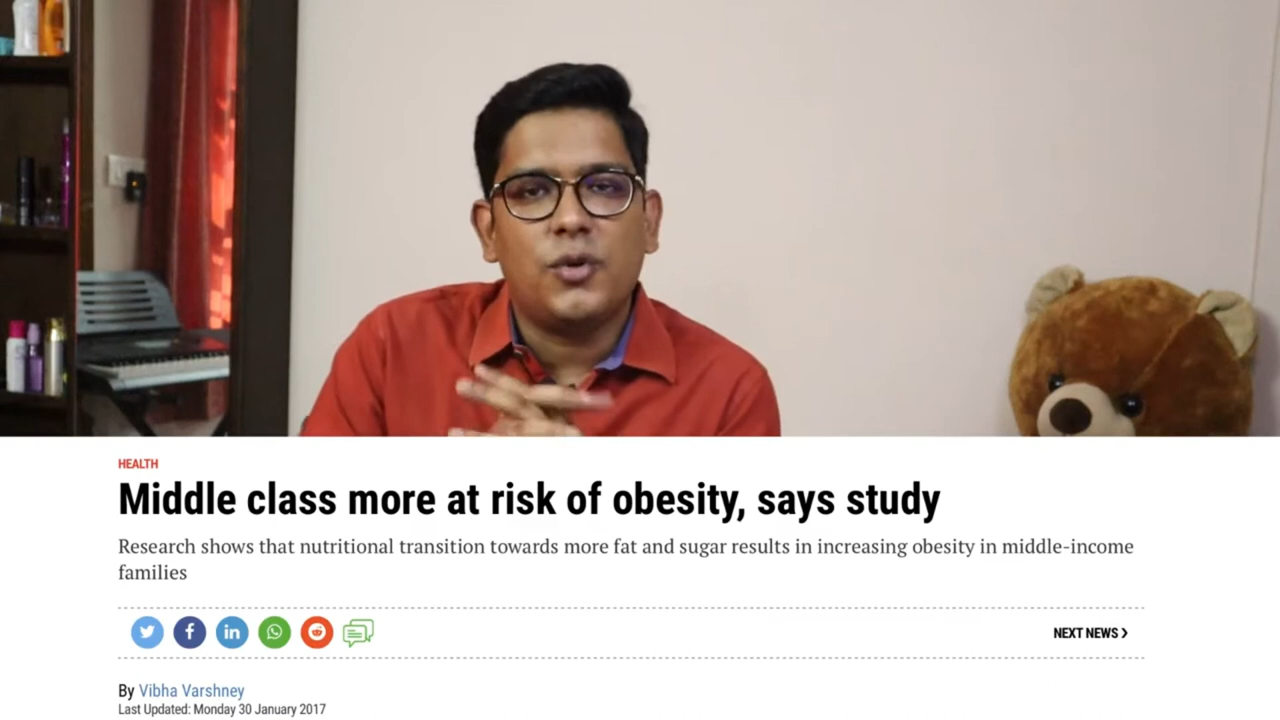 HEALTH
Middle class more at risk of obesity, says study
Research shows that nutritional transition towards more fat and sugar results in increasing obesity in middle-income
families
NEXT NEWS ❯
By Vibha Varshney
Last Updated: Monday 30 January 2017